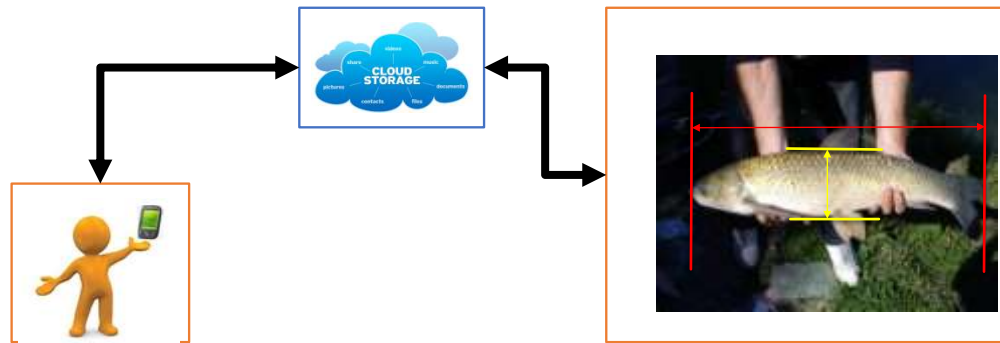 videos
share
music
CLOUD
STORAGE
pictures
documents
contacts
files